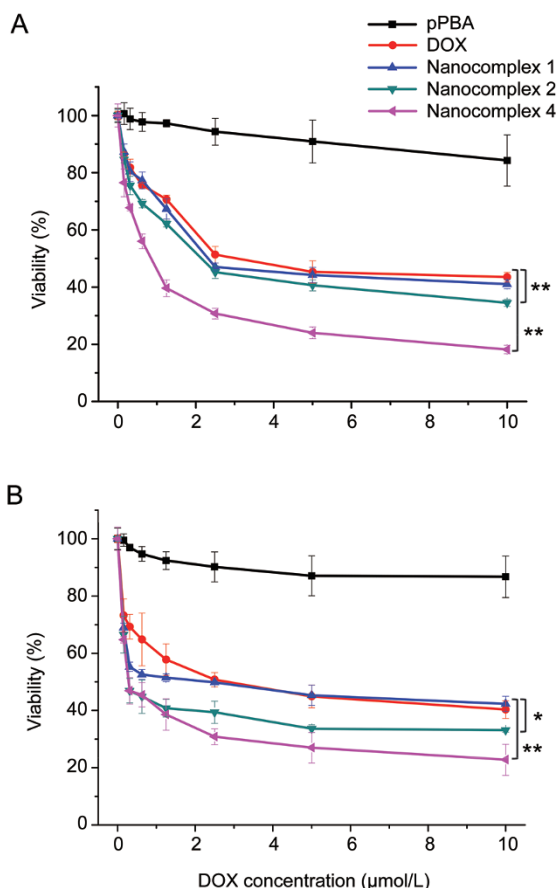 A
pPBA
DOX
Nanocomplex 1
Nanocomplex 2
Nanocomplex 4
100
80
60
40
20
0
Viability (%)
**
**
0 2 4 6 8 10
B
100
80
60
40
20
0
Viability (%)
*
**
0 2 4 6 8 10
DOX concentration (μmol/L)